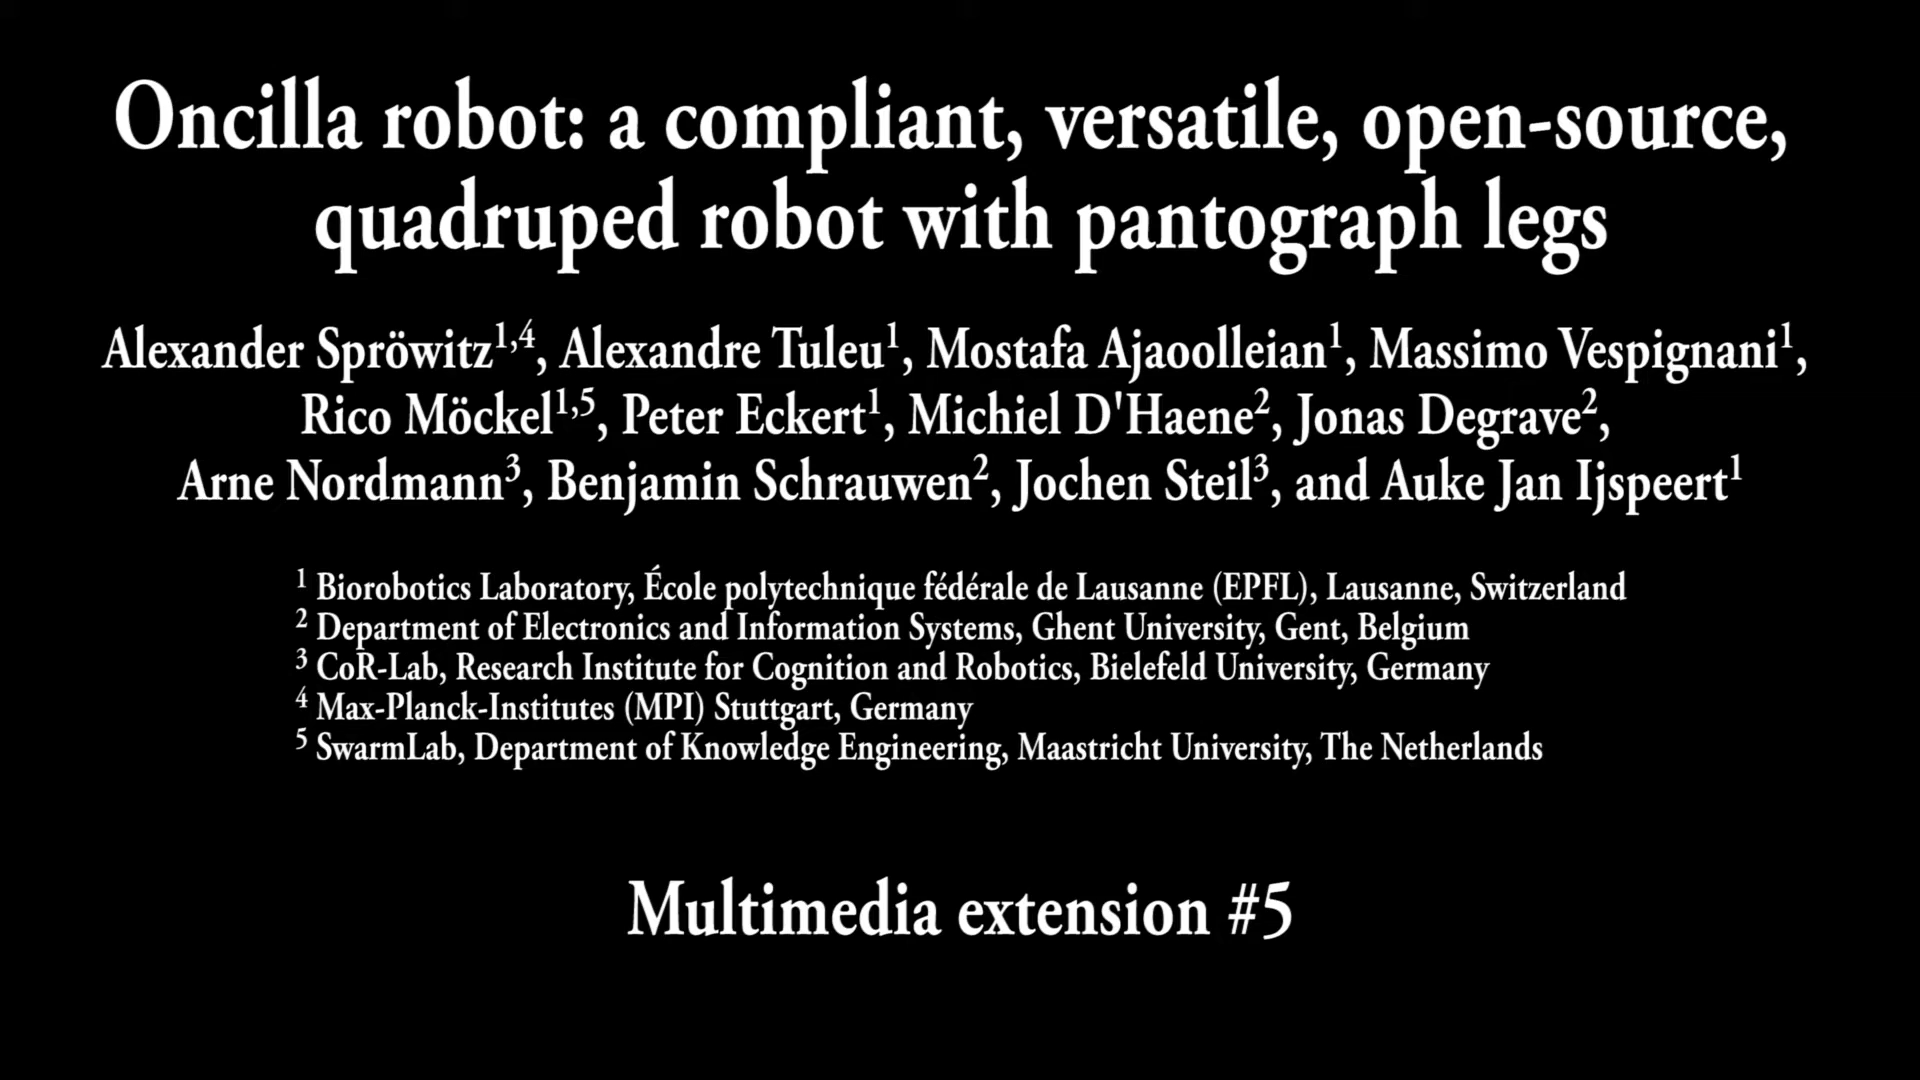 Oncilla robot: a compliant, versatile, open-source,
quadruped robot with pantograph legs
Alexander Spröwitz1,4, Alexandre Tuleu1, Mostafa Ajaoolleian1, Massimo Vespignani1,
Rico Möckel1,5, Peter Eckert1, Michiel D'Haene2, Jonas Degrave2,
Arne Nordmann3, Benjamin Schrauwen2, Jochen Steil3, and Auke Jan Ijspeert1
1 Biorobotics Laboratory, École polytechnique fédérale de Lausanne (EPFL), Lausanne, Switzerland
2 Department of Electronics and Information Systems, Ghent University, Gent, Belgium
3 CoR-Lab, Research Institute for Cognition and Robotics, Bielefeld University, Germany
4 Max-Planck-Institutes (MPI) Stuttgart, Germany
5 SwarmLab, Department of Knowledge Engineering, Maastricht University, The Netherlands
Multimedia extension #5